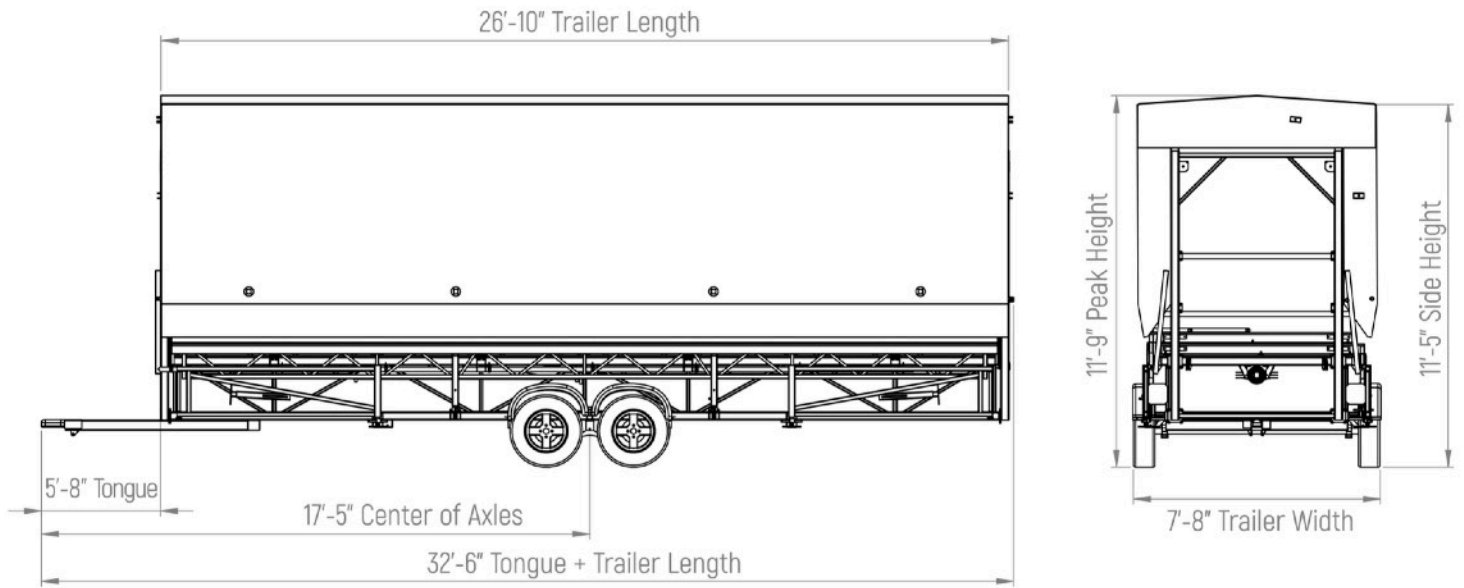 26'-10" Trailer Length
11'-9" Peak Height
11'-5" Side Height
5'-8" Tongue
17'-5" Center of Axles
7'-8" Trailer Width
32'-6" Tongue + Trailer Length